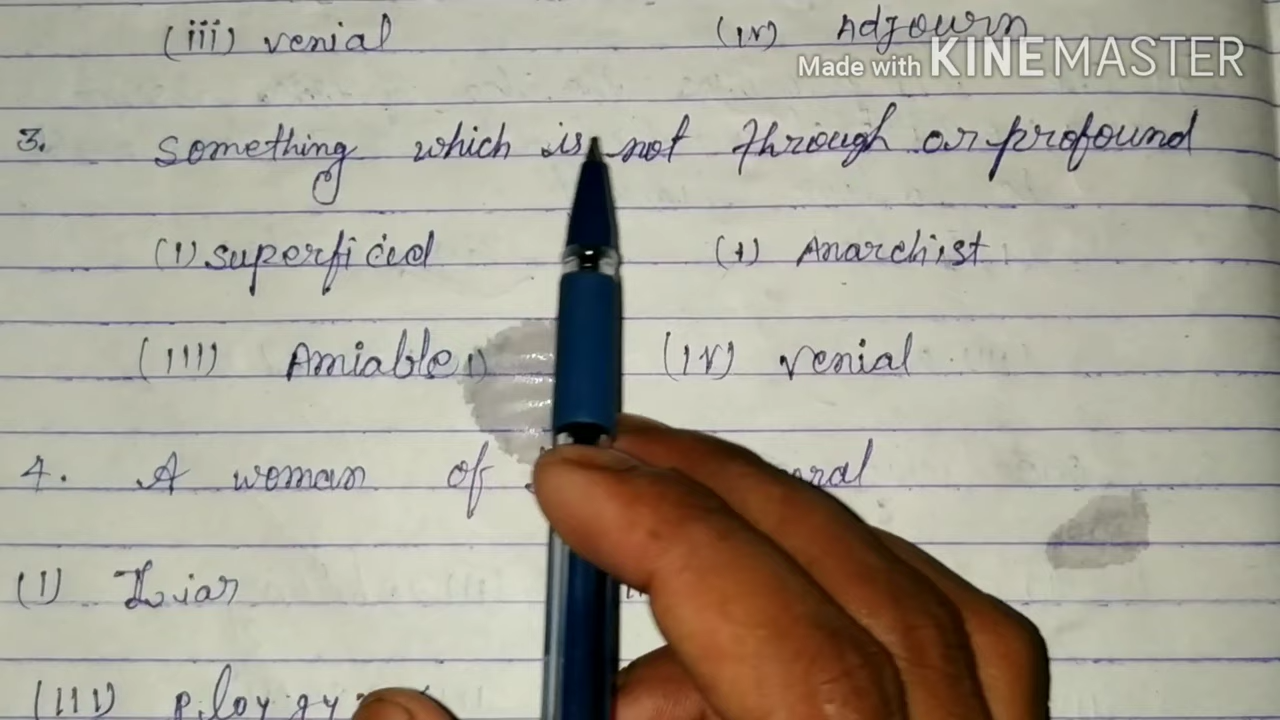 (iii) venial (iv) Adjourn
Made with KINEMASTER
3. Something which is not through or profound
(i) superficial (ii) Anarchist
(iii) Amiable (iv) venial
4. A woman of
(i) Liar
(iii)